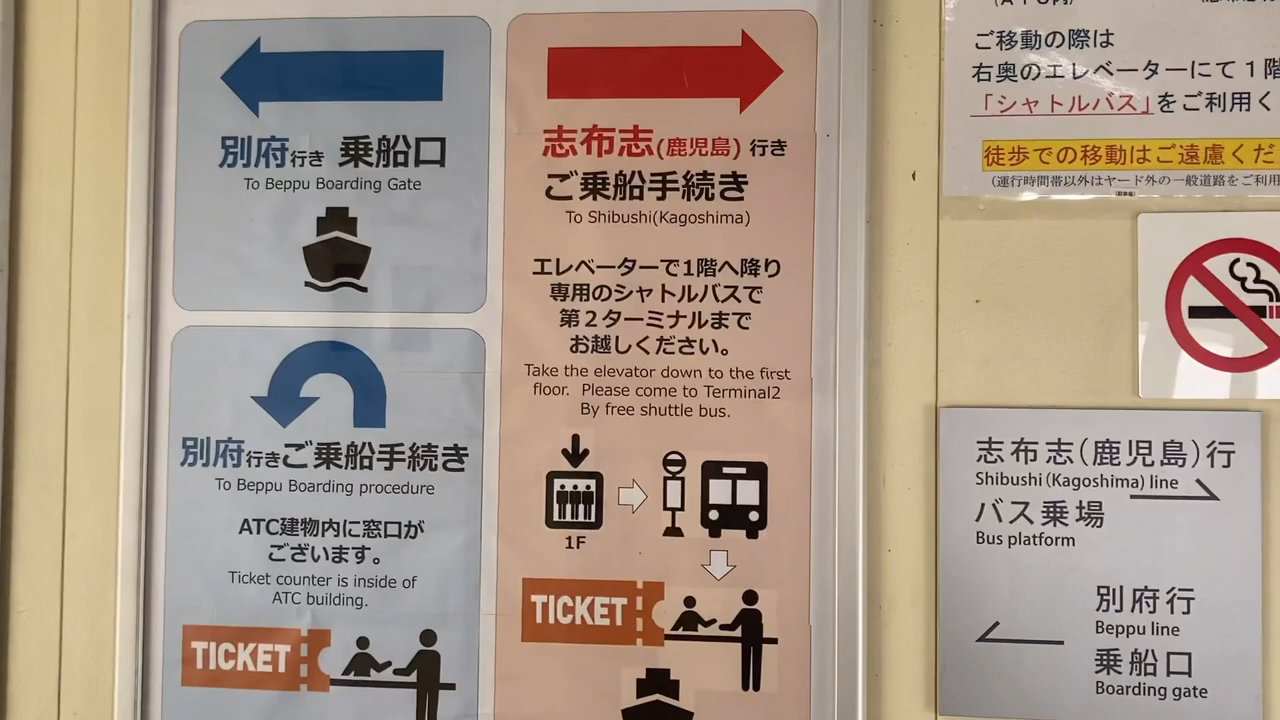 別府行き 乗船口
To Beppu Boarding Gate
別府行きご乗船手続き
To Beppu Boarding procedure
ATC建物内に窓口が
ございます。
Ticket counter is inside of
ATC building.
TICKET
志布志(鹿児島)行き
ご乗船手続き
To Shibushi(Kagoshima)
エレベーターで1階へ降り
専用のシャトルバスで
第２ターミナルまで
お越しください。
Take the elevator down to the first
floor. Please come to Terminal2
By free shuttle bus.
1F
TICKET
ご移動の際は
右奥のエレベーターにて１階
「シャトルバス」をご利用く
徒歩での移動はご遠慮くだ
(運行時間帯以外はヤード外の一般道路をご利用
志布志(鹿児島)行
Shibushi(Kagoshima) line
バス乗場
Bus platform
別府行
Beppu line
乗船口
Boarding gate